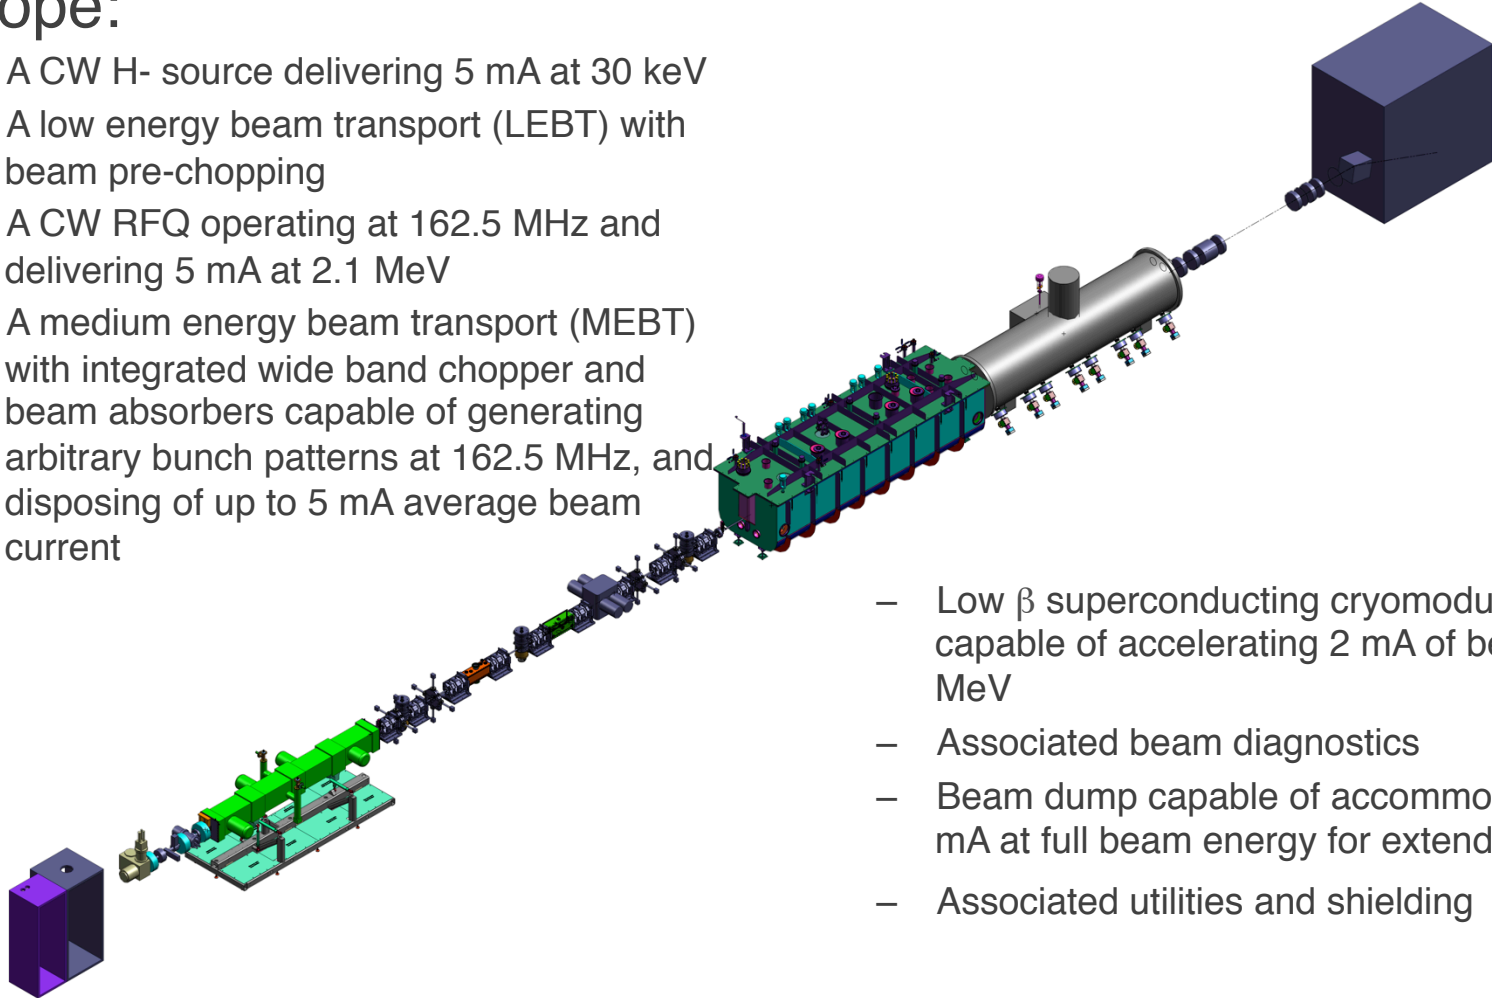 ope:
A CW H- source delivering 5 mA at 30 keV
A low energy beam transport (LEBT) with
beam pre-chopping
A CW RFQ operating at 162.5 MHz and
delivering 5 mA at 2.1 MeV
A medium energy beam transport (MEBT)
with integrated wide band chopper and
beam absorbers capable of generating
arbitrary bunch patterns at 162.5 MHz, and
disposing of up to 5 mA average beam
current
– Low β superconducting cryomodu
capable of accelerating 2 mA of be
MeV
– Associated beam diagnostics
– Beam dump capable of accommo
mA at full beam energy for extend
– Associated utilities and shielding